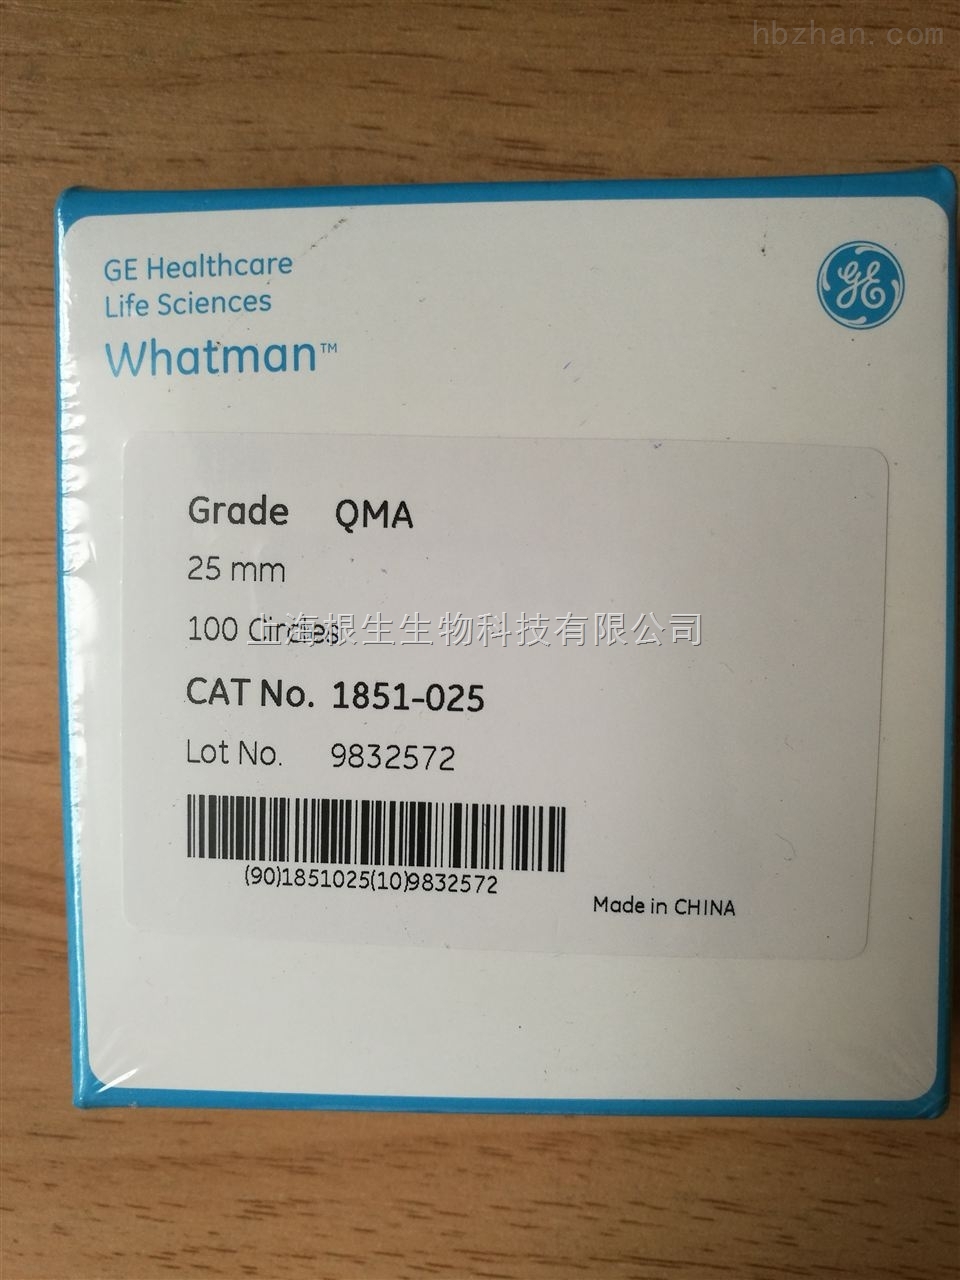 hbzhan.com
GE Healthcare
Life Sciences
Whatman™
GE
Grade QMA
25 mm
100 Circles
上海根生生物科技有限公司
CAT No. 1851-025
Lot No. 9832572
(90)1851025(10)9832572
Made in CHINA